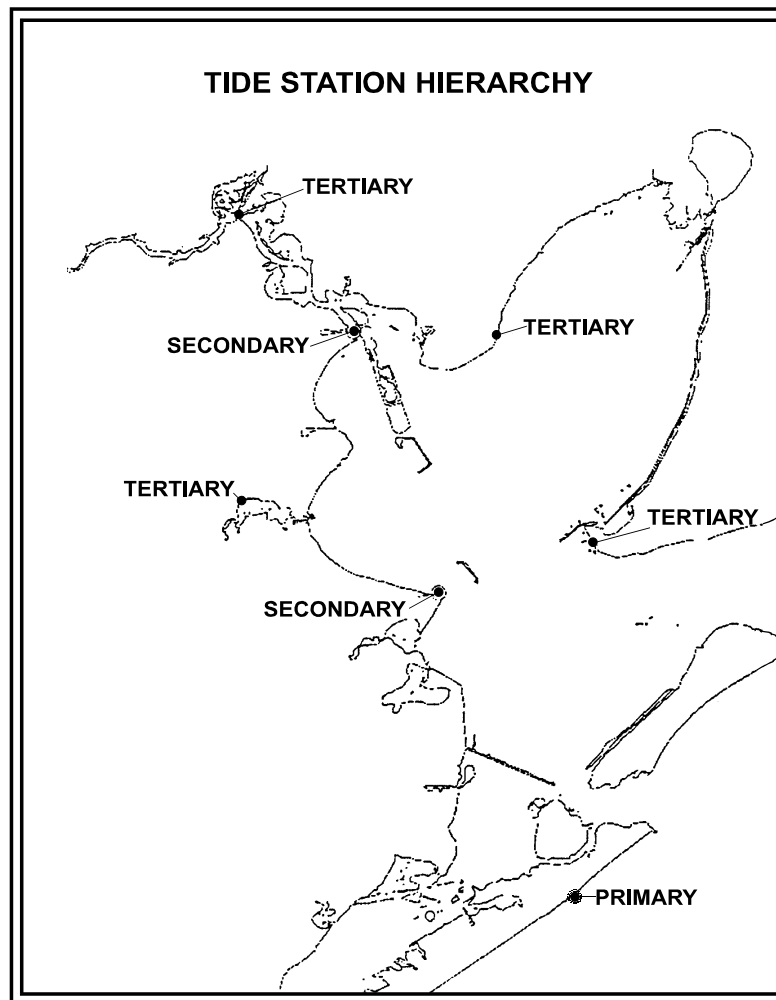 TIDE STATION HIERARCHY
TERTIARY
TERTIARY
SECONDARY
TERTIARY
TERTIARY
SECONDARY
PRIMARY